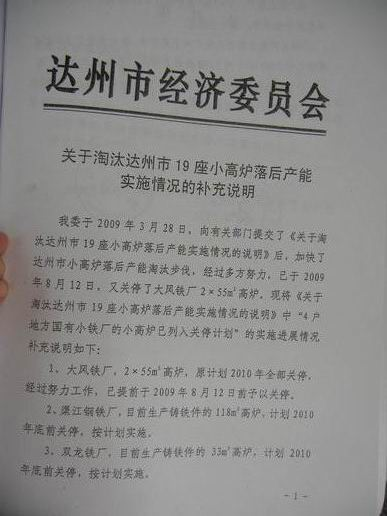 达州市经济委员会
关于淘汰达州市19座小高炉落后产能
实施情况的补充说明
我委于2009年3月28日，向有关部门提交了《关于淘
汰达州市19座小高炉落后产能实施情况的说明》后，加快了
达州市小高炉落后产能淘汰步伐，经过多方努力，已于2009
年8月12日，又关停了大风铁厂2×55m³高炉。现将《关于
淘汰达州市19座小高炉落后产能实施情况的说明》中“4户
地方国有小铁厂的小高炉已列入关停计划”的实施进展情况
补充说明如下：
1、大风铁厂，2×55m³高炉，原计划2010年全部关停，
经过努力工作，已提前于2009年8月12日前予以关停。
2、渠江钢铁厂，目前生产铸铁件的118m³高炉，计划2010
年底前关停，按计划实施。
3、双龙铁厂，目前生产铸铁件的33m³高炉，计划2010
年底前关停，按计划实施。
- 1 -